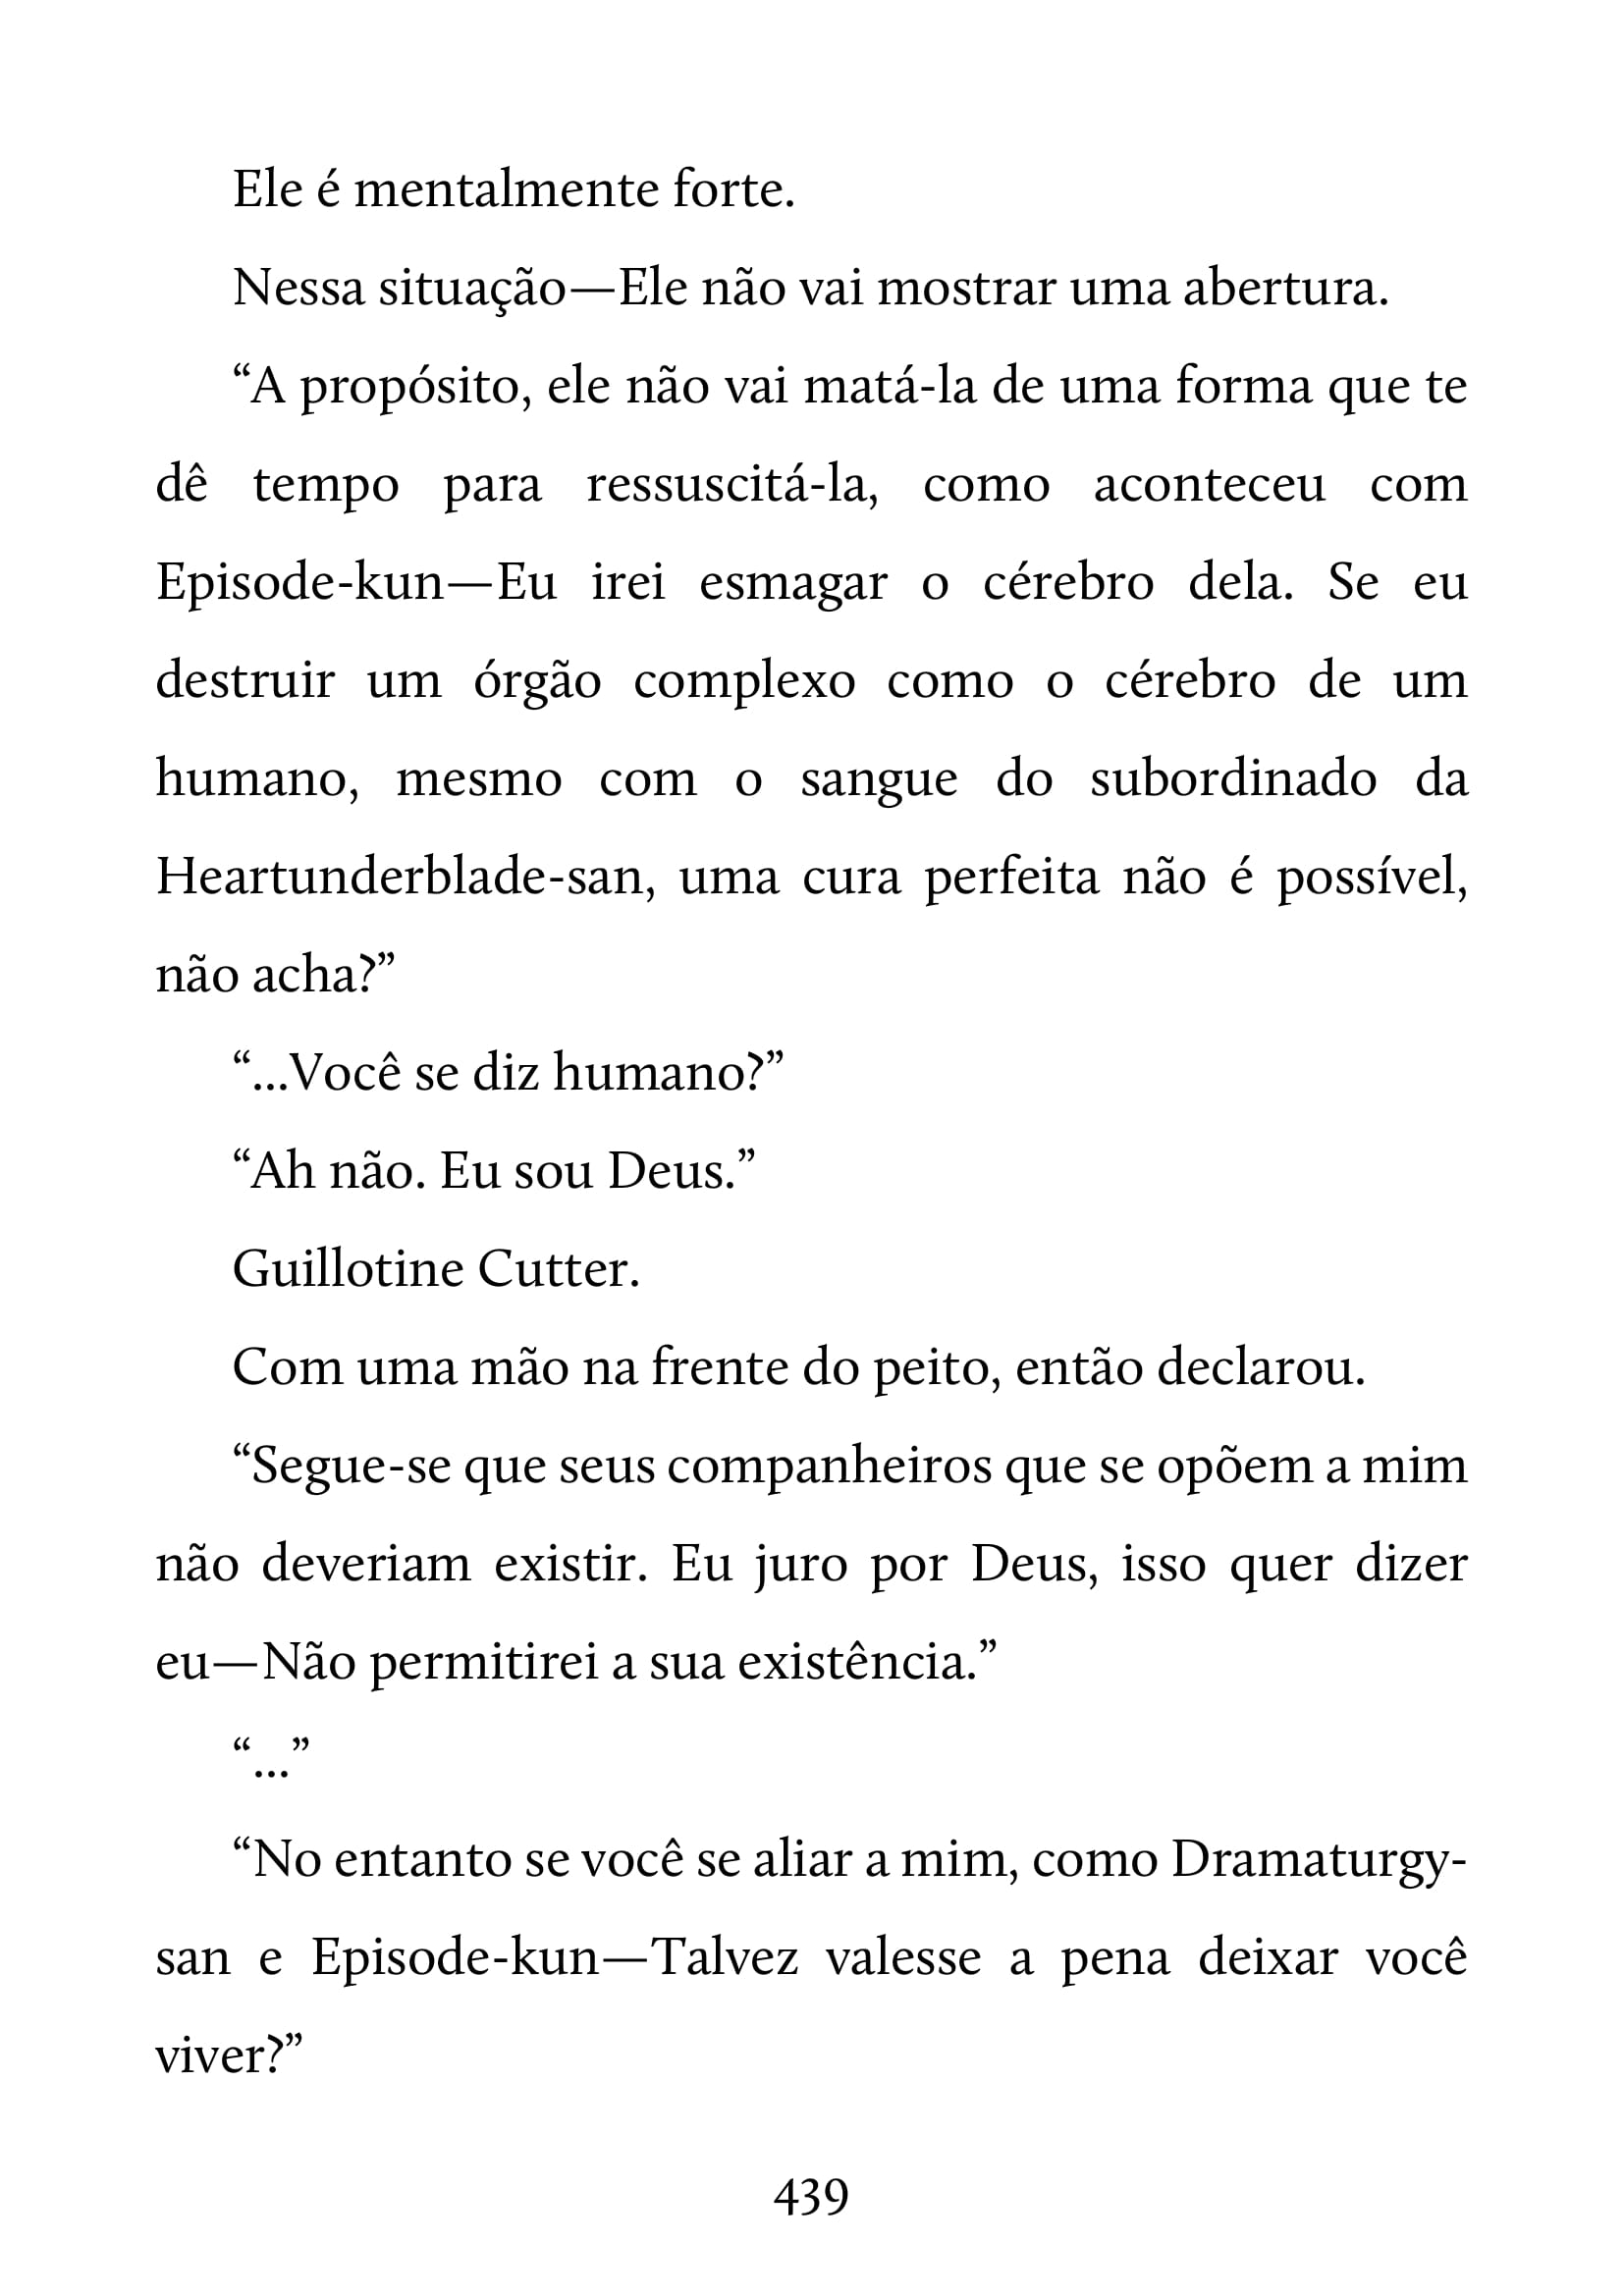 Ele é mentalmente forte.
Nessa situação—Ele não vai mostrar uma abertura.
“A propósito, ele não vai matá-la de uma forma que te
dê tempo para ressuscitá-la, como aconteceu com
Episode-kun—Eu irei esmagar o cérebro dela. Se eu
destruir um órgão complexo como o cérebro de um
humano, mesmo com o sangue do subordinado da
Heartunderblade-san, uma cura perfeita não é possível,
não acha?”
“...Você se diz humano?”
“Ah não. Eu sou Deus.”
Guillotine Cutter.
Com uma mão na frente do peito, então declarou.
“Segue-se que seus companheiros que se opõem a mim
não deveriam existir. Eu juro por Deus, isso quer dizer
eu—Não permitirei a sua existência.”
“...”
“No entanto se você se aliar a mim, como Dramaturgy-
san e Episode-kun—Talvez valesse a pena deixar você
viver?”
439